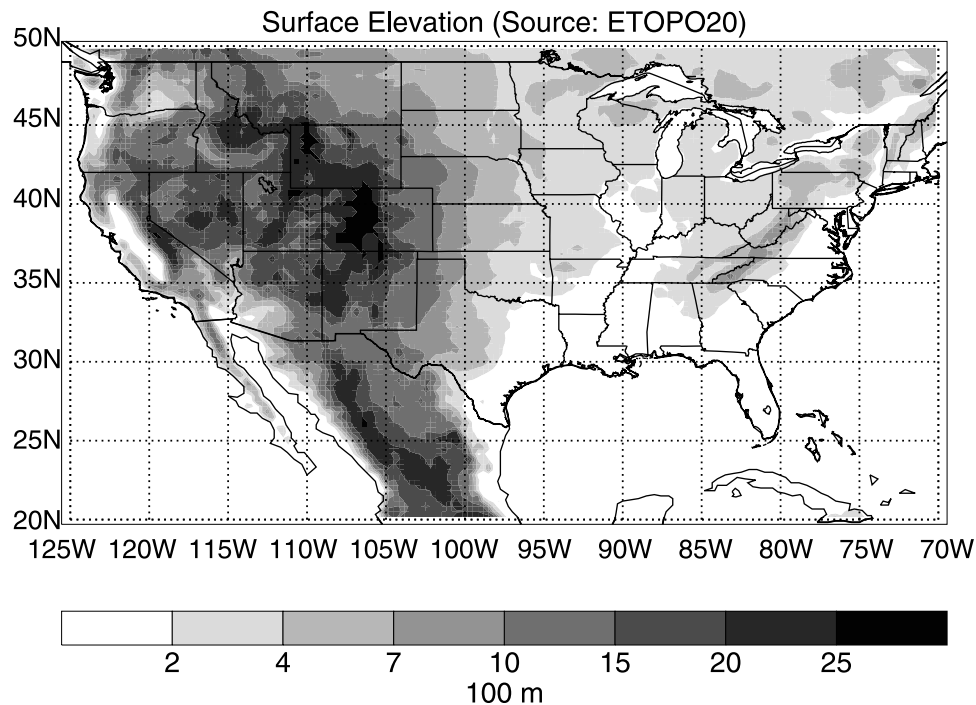 Surface Elevation (Source: ETOPO20)
50N
45N
40N
35N
30N
25N
20N
125W 120W 115W 110W 105W 100W 95W 90W 85W 80W 75W 70W
2 4 7 10 15 20 25
100 m